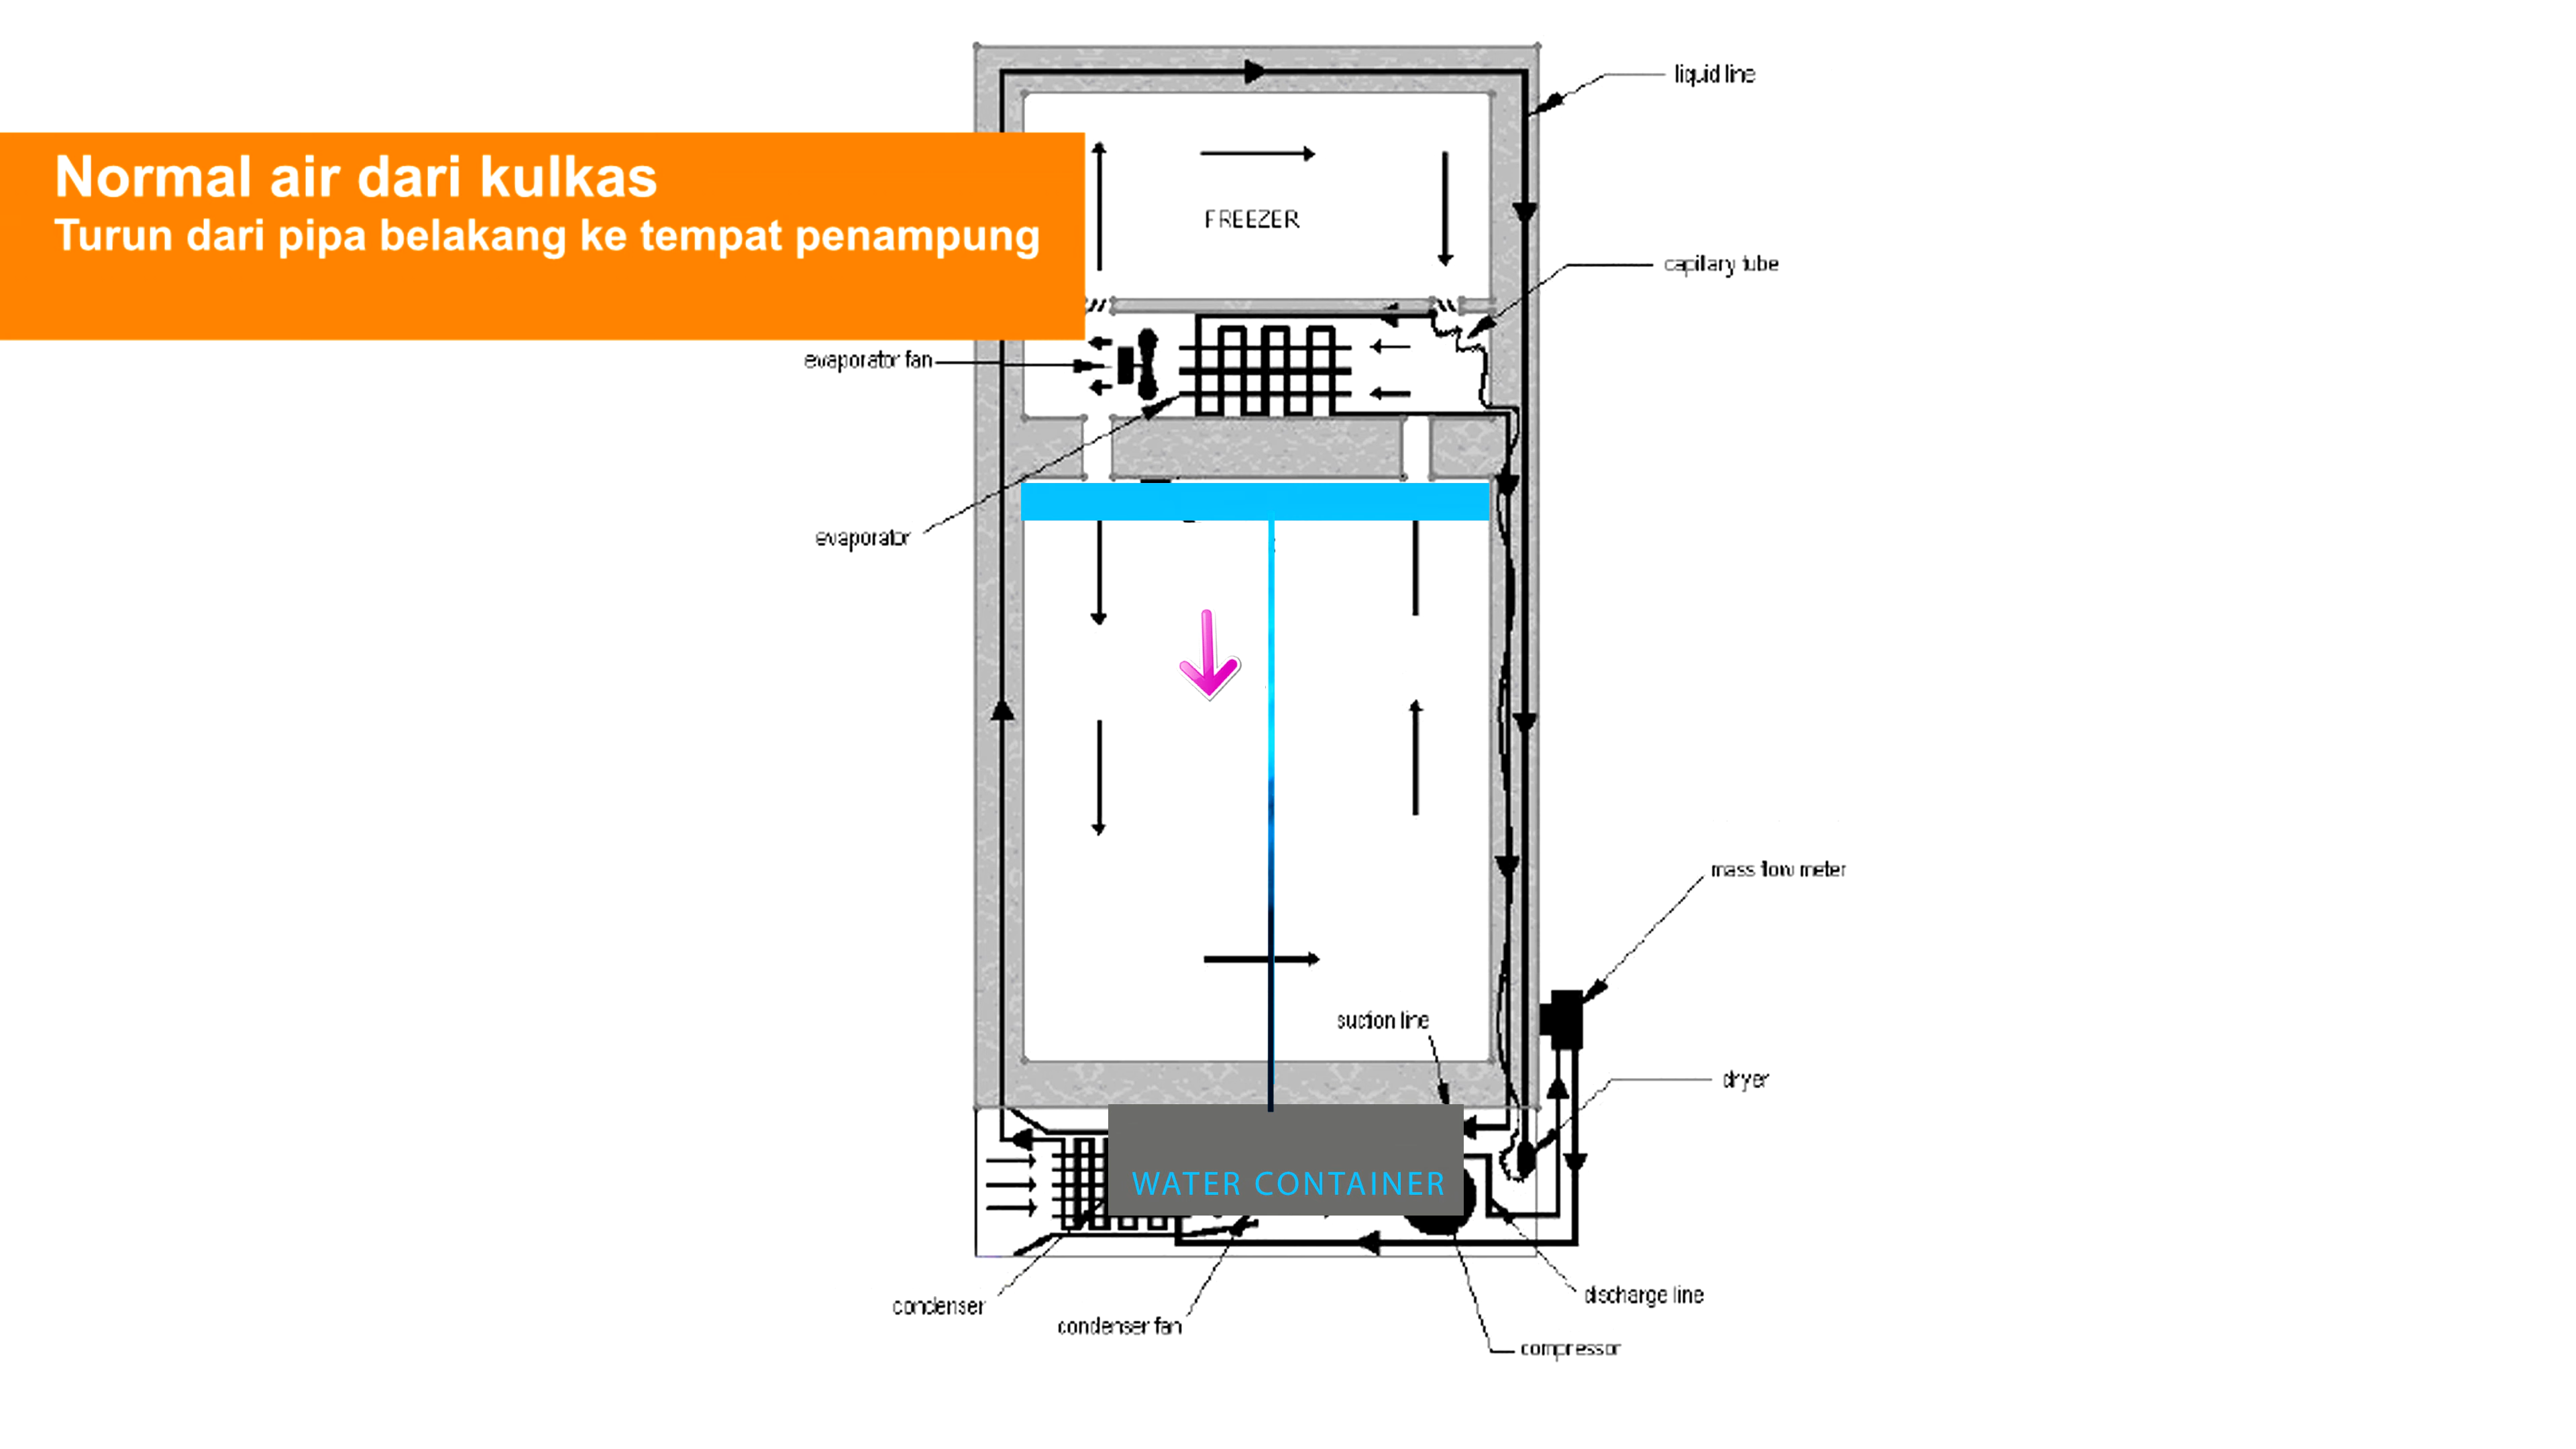 Normal air dari kulkas
Turun dari pipa belakang ke tempat penampung
liquid line
FREEZER
capillary tube
evaporator fan
evaporator
mass flow meter
suction line
dryer
WATER CONTAINER
discharge line
condenser
condenser fan
compressor